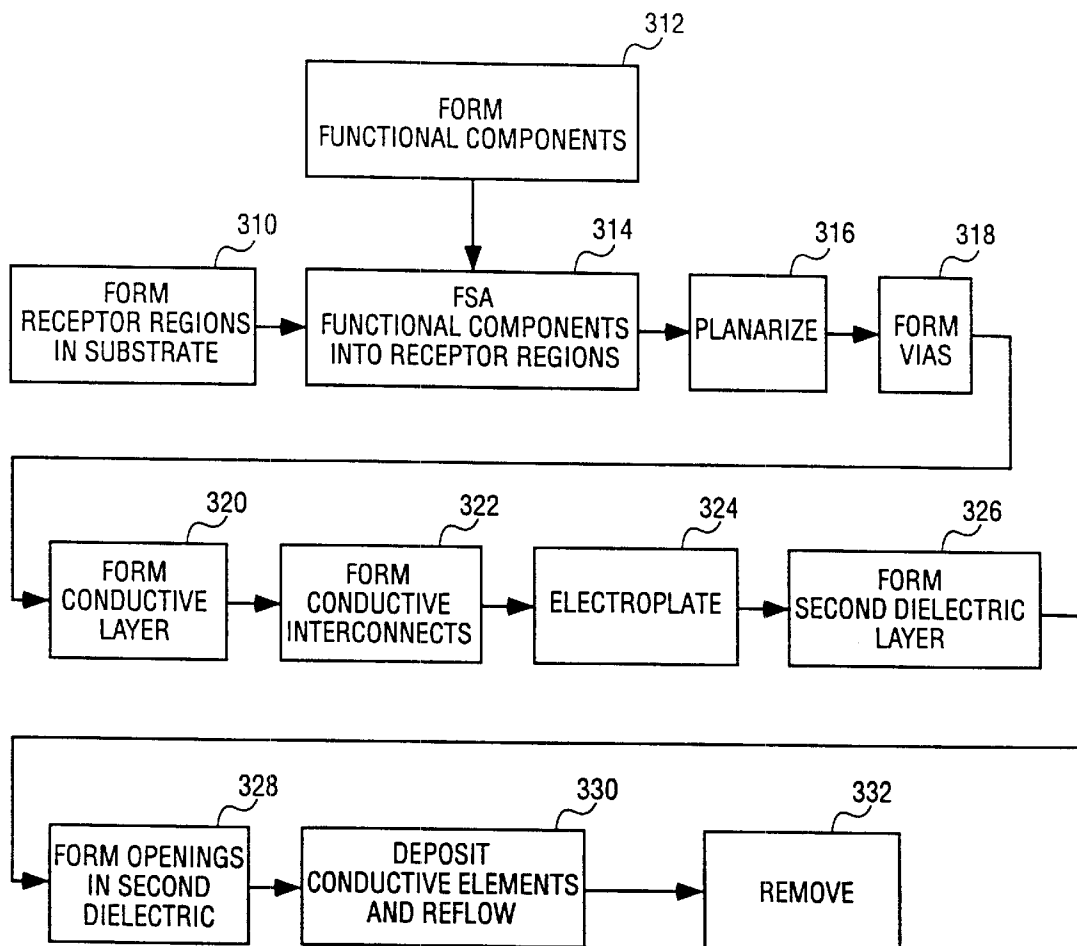 312
FORM
FUNCTIONAL COMPONENTS
310
FORM
RECEPTOR REGIONS
IN SUBSTRATE
314
FSA
FUNCTIONAL COMPONENTS
INTO RECEPTOR REGIONS
316
PLANARIZE
318
FORM
VIAS
320
FORM
CONDUCTIVE
LAYER
322
FORM
CONDUCTIVE
INTERCONNECTS
324
ELECTROPLATE
326
FORM
SECOND DIELECTRIC
LAYER
328
FORM OPENINGS
IN SECOND
DIELECTRIC
330
DEPOSIT
CONDUCTIVE ELEMENTS
AND REFLOW
332
REMOVE